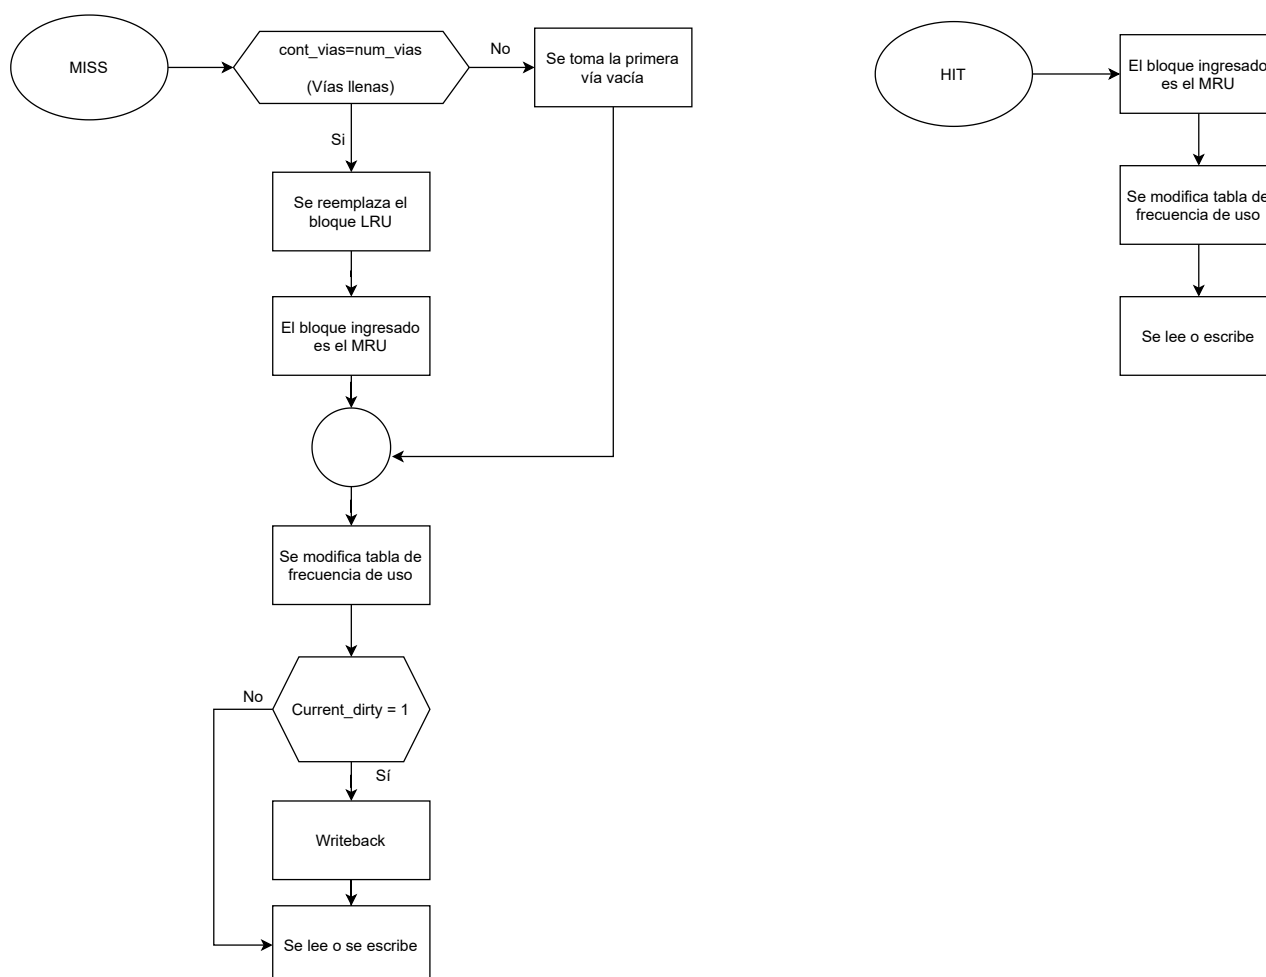 MISS
cont_vias=num_vias
(Vías llenas)
No
Se toma la primera
vía vacía
Si
Se reemplaza el
bloque LRU
El bloque ingresado
es el MRU
Se modifica tabla de
frecuencia de uso
Current_dirty = 1
No
Sí
Writeback
Se lee o se escribe
HIT
El bloque ingresado
es el MRU
Se modifica tabla de
frecuencia de uso
Se lee o escribe